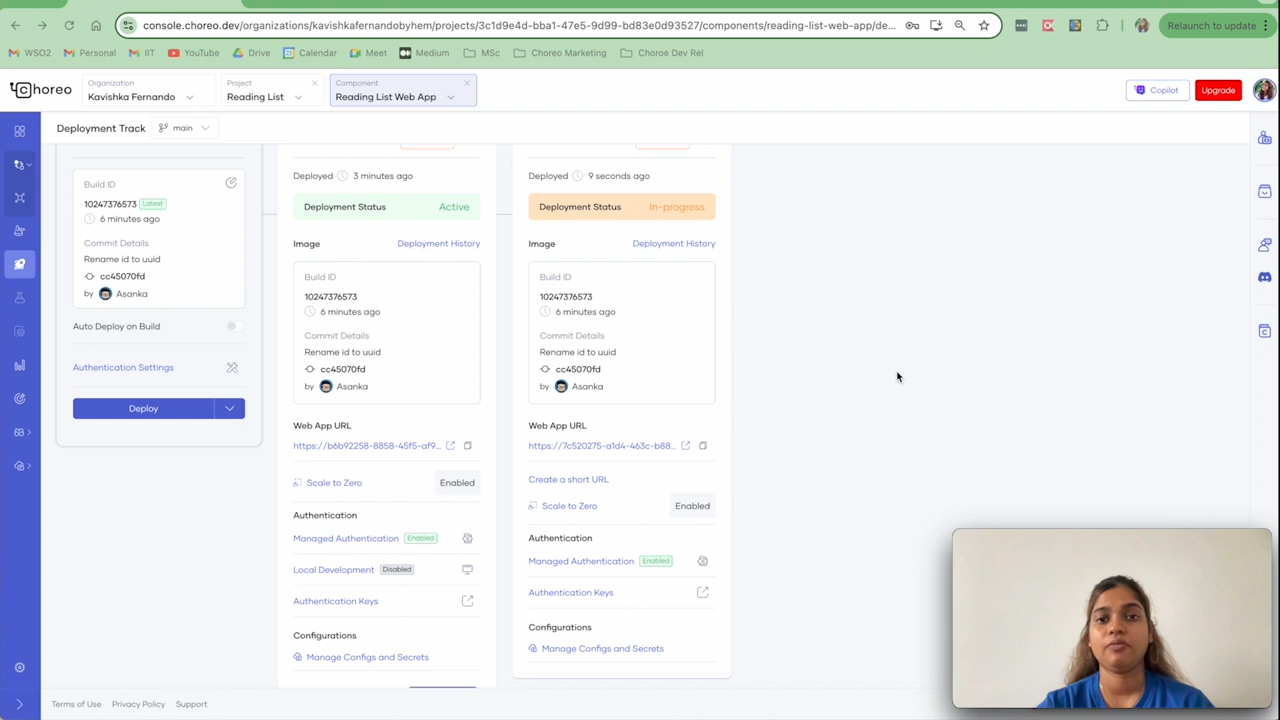 console.choreo.dev/organizations/kavishkafernandobyhem/projects/3c1d9e4d-bba1-47e5-9d99-bd83e0d93527/components/reading-list-web-app/de...
Relaunch to update
WSO2
Personal
IIT
YouTube
Drive
Calendar
Meet
Medium
MSc
Choreo Marketing
Choroe Dev Rel
Choreo
Organization
Kavishka Fernando
Project
Reading List
Component
Reading List Web App
Copilot
Upgrade
Deployment Track
main
Build ID
10247376573 Latest
6 minutes ago
Commit Details
Rename id to uuid
cc45070fd
by Asanka
Auto Deploy on Build
Authentication Settings
Deploy
Deployed 3 minutes ago
Deployment Status Active
Image Deployment History
Build ID
10247376573
6 minutes ago
Commit Details
Rename id to uuid
cc45070fd
by Asanka
Web App URL
https://b6b92258-8858-45f5-af9...
Scale to Zero Enabled
Authentication
Managed Authentication Enabled
Local Development Disabled
Authentication Keys
Configurations
Manage Configs and Secrets
Deployed 9 seconds ago
Deployment Status In-progress
Image Deployment History
Build ID
10247376573
6 minutes ago
Commit Details
Rename id to uuid
cc45070fd
by Asanka
Web App URL
https://7c520275-a1d4-463c-b88...
Create a short URL
Scale to Zero Enabled
Authentication
Managed Authentication Enabled
Authentication Keys
Configurations
Manage Configs and Secrets
Terms of Use
Privacy Policy
Support